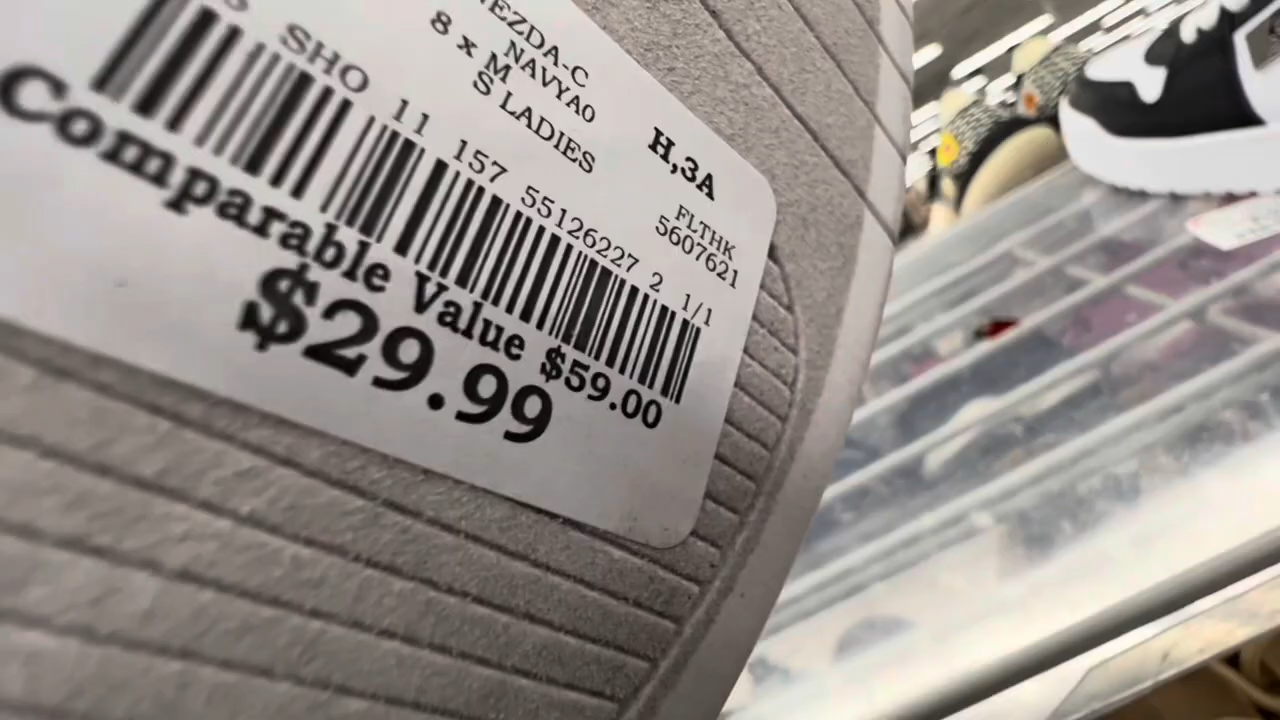 NAVYA0
8 x M
S LADIES
H,3A
FLTHK
5607621
SHO 11 157 55126227 2 1/1
Comparable Value $59.00
$29.99